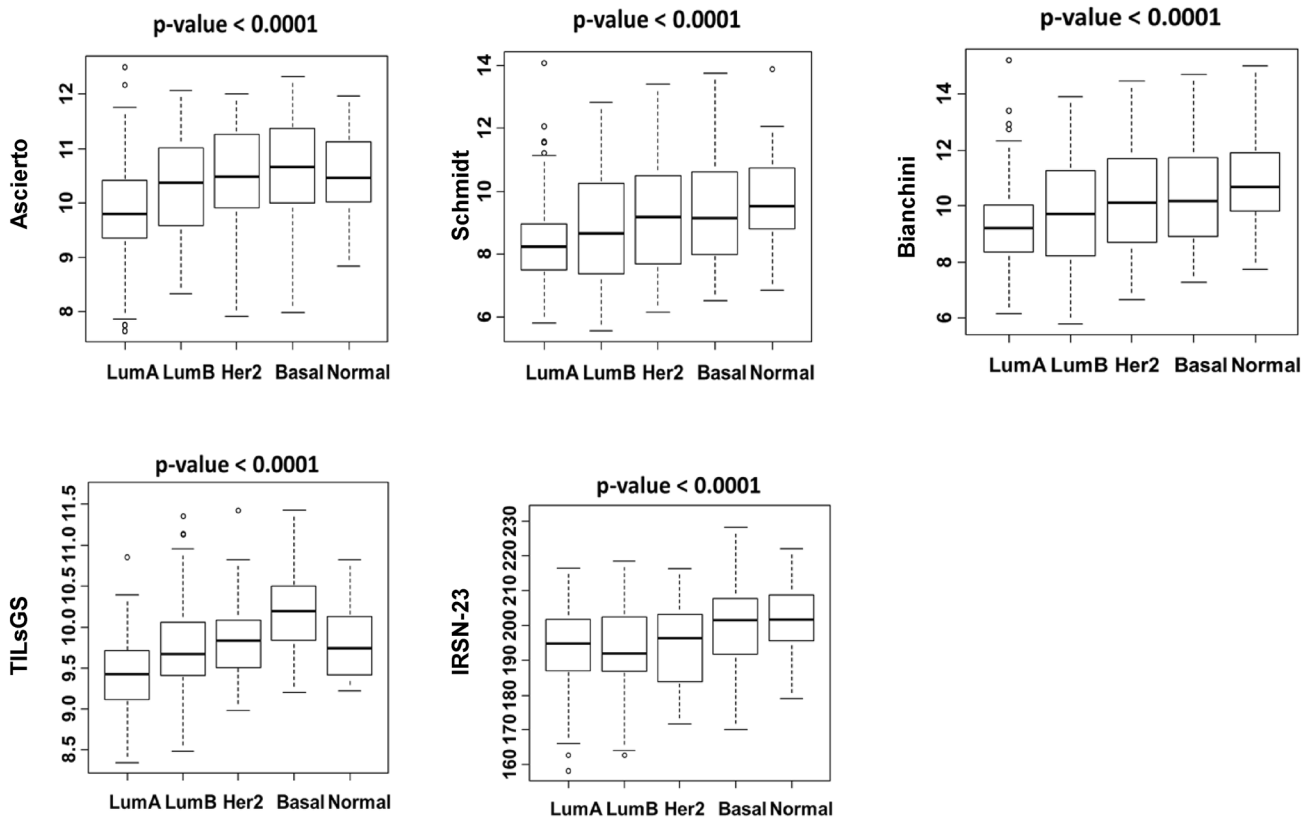 p-value < 0.0001
Ascierto
12
11
10
9
8
LumA LumB Her2 Basal Normal
p-value < 0.0001
Schmidt
14
12
10
8
6
LumA LumB Her2 Basal Normal
p-value < 0.0001
Bianchini
14
12
10
8
6
LumA LumB Her2 Basal Normal
p-value < 0.0001
TILsGS
11.5
11.0
10.5
10.0
9.5
9.0
8.5
LumA LumB Her2 Basal Normal
p-value < 0.0001
IRSN-23
230
220
210
200
190
180
170
160
LumA LumB Her2 Basal Normal